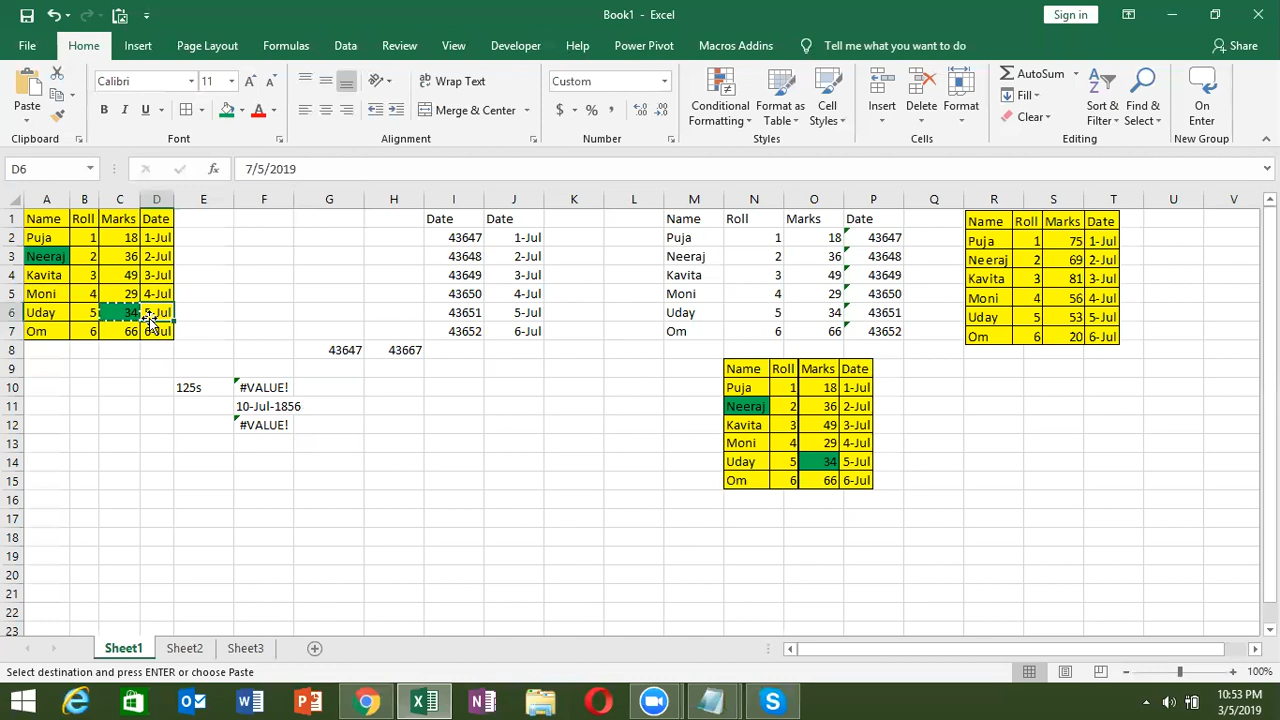 Book1 - Excel
Sign in
File Home Insert Page Layout Formulas Data Review View Developer Help Power Pivot Macros Addins Tell me what you want to do Share
Paste
Calibri 11
B I U
Wrap Text
Merge & Center
Custom
$ % ,
Conditional Formatting
Format as Table
Cell Styles
Insert
Delete
Format
AutoSum
Fill
Clear
Sort & Filter
Find & Select
On Enter
Clipboard Font Alignment Number Styles Cells Editing New Group
D6 fx 7/5/2019
A B C D E F G H I J K L M N O P Q R S T U V
1 Name Roll Marks Date Date Date Name Roll Marks Date Name Roll Marks Date
2 Puja 1 18 1-Jul 43647 1-Jul Puja 1 18 43647 Puja 1 75 1-Jul
3 Neeraj 2 36 2-Jul 43648 2-Jul Neeraj 2 36 43648 Neeraj 2 69 2-Jul
4 Kavita 3 49 3-Jul 43649 3-Jul Kavita 3 49 43649 Kavita 3 81 3-Jul
5 Moni 4 29 4-Jul 43650 4-Jul Moni 4 29 43650 Moni 4 56 4-Jul
6 Uday 5 34 5-Jul 43651 5-Jul Uday 5 34 43651 Uday 5 53 5-Jul
7 Om 6 66 6-Jul 43652 6-Jul Om 6 66 43652 Om 6 20 6-Jul
8 43647 43667
9 Name Roll Marks Date
10 125s #VALUE! Puja 1 18 1-Jul
11 10-Jul-1856 Neeraj 2 36 2-Jul
12 #VALUE! Kavita 3 49 3-Jul
13 Moni 4 29 4-Jul
14 Uday 5 34 5-Jul
15 Om 6 66 6-Jul
16
17
18
19
20
21
22
23
Sheet1 Sheet2 Sheet3
Select destination and press ENTER or choose Paste
100%
10:53 PM
3/5/2019